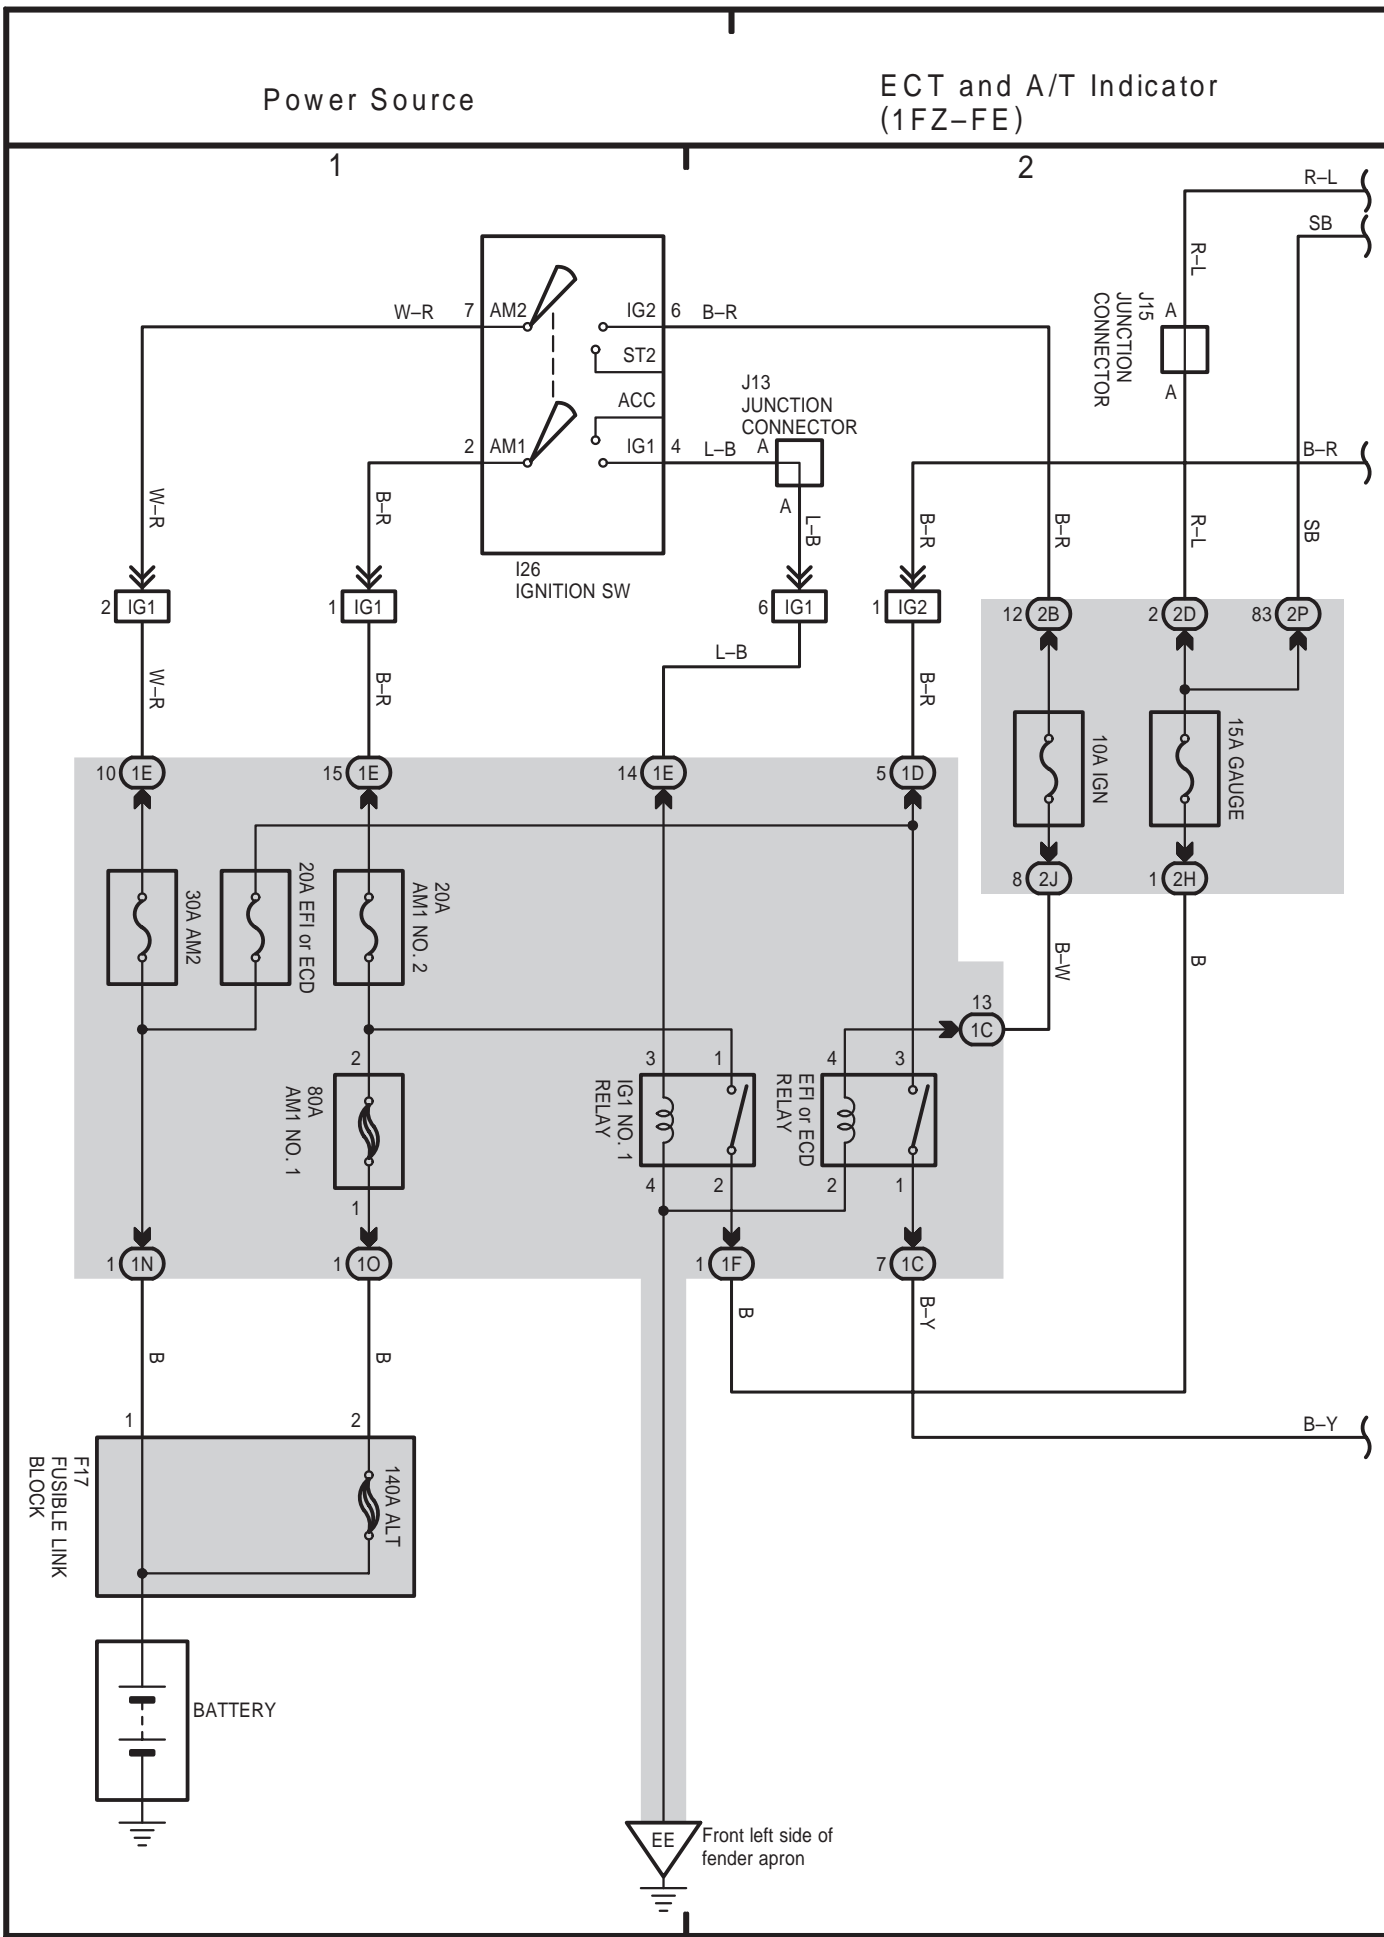 Power Source
ECT and A/T Indicator
(1FZ–FE)
1
2
R–L
SB
R–L
J15
JUNCTION
CONNECTOR
A
A
W–R
7
AM2
IG2
6
B–R
ST2
ACC
2
AM1
IG1
4
L–B
A
J13
JUNCTION
CONNECTOR
A
L–B
B–R
W–R
B–R
B–R
B–R
R–L
SB
I26
IGNITION SW
2
IG1
1
IG1
6
IG1
1
IG2
12
2B
2
2D
83
2P
W–R
B–R
L–B
B–R
10A IGN
15A GAUGE
10
1E
15
1E
14
1E
5
1D
30A AM2
20A EFI or ECD
20A
AM1 NO. 2
8
2J
1
2H
B–W
B
13
1C
2
80A
AM1 NO. 1
1
3
1
IG1 NO. 1
RELAY
4
2
4
3
EFI or ECD
RELAY
2
1
1
1N
1
1O
1
1F
7
1C
B
B
B
B–Y
1
2
B–Y
F17
FUSIBLE LINK
BLOCK
140A ALT
BATTERY
EE
Front left side of
fender apron